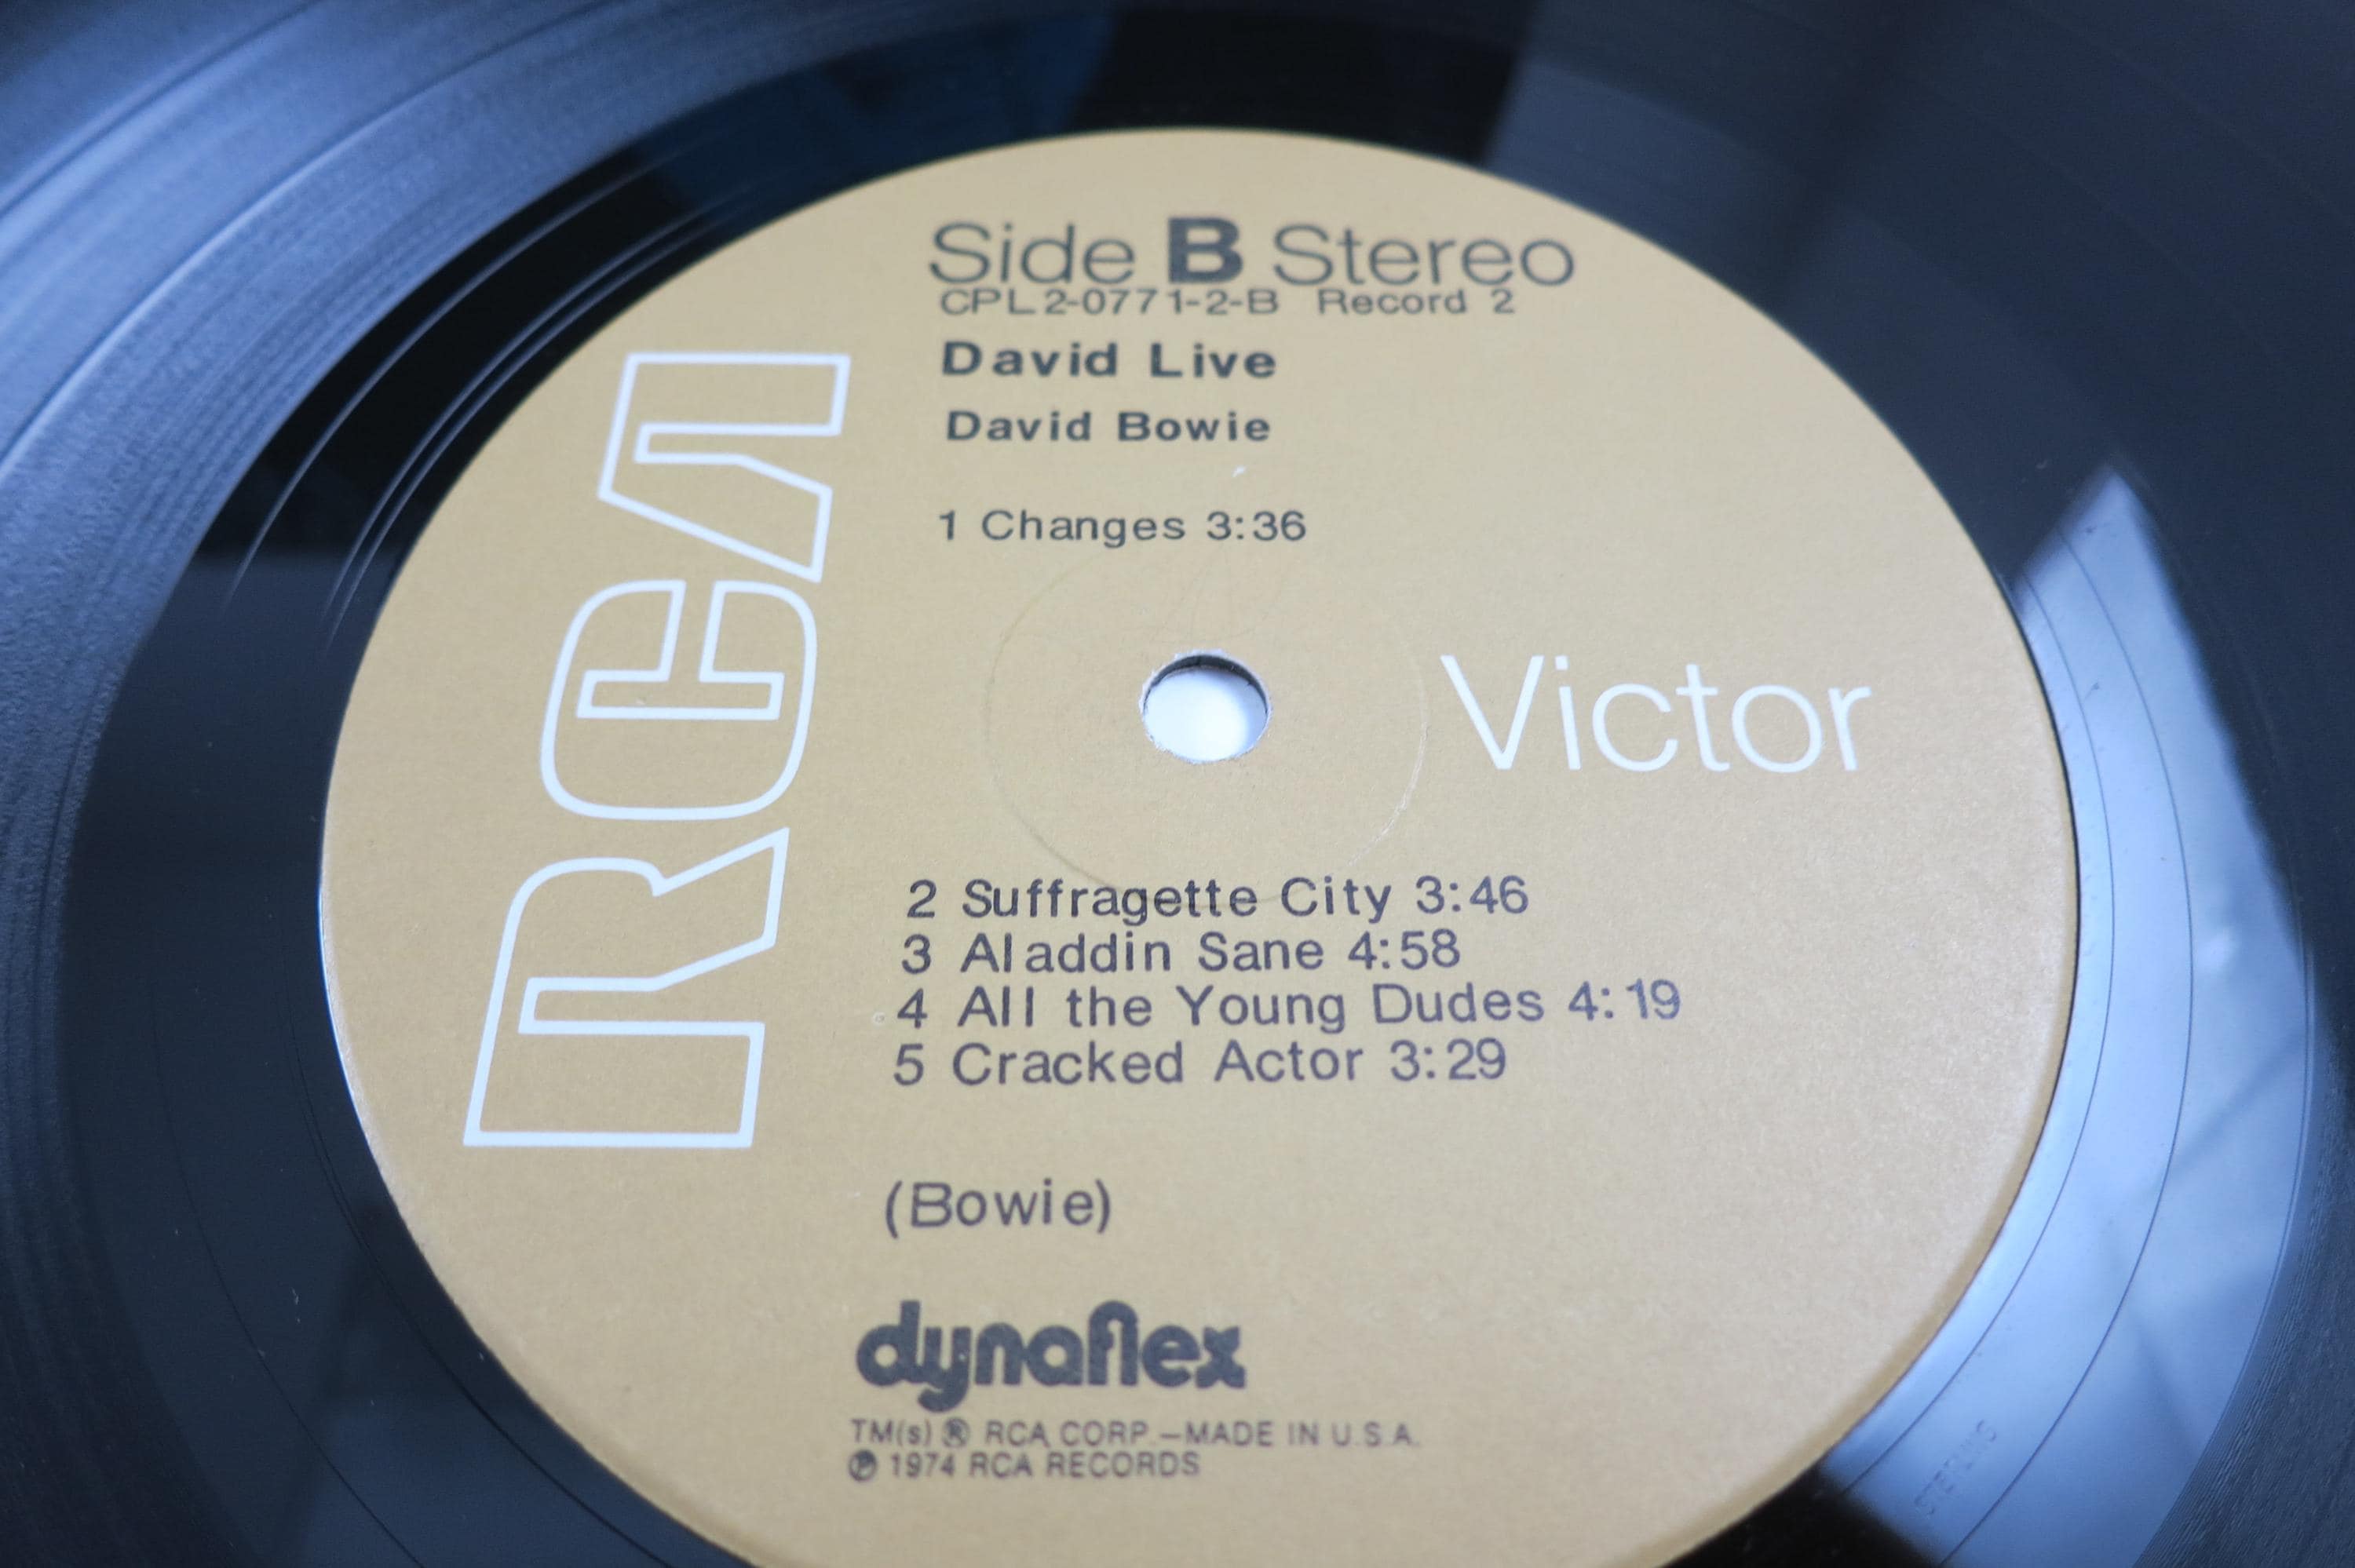 Side B Stereo
CPL2-0771-2-B Record 2
David Live
David Bowie
1 Changes 3:36
RCA
Victor
2 Suffragette City 3:46
3 Aladdin Sane 4:58
4 All the Young Dudes 4:19
5 Cracked Actor 3:29
(Bowie)
dynaflex
TM(s) ® RCA CORP.—MADE IN U.S.A.
℗ 1974 RCA RECORDS
STERLING